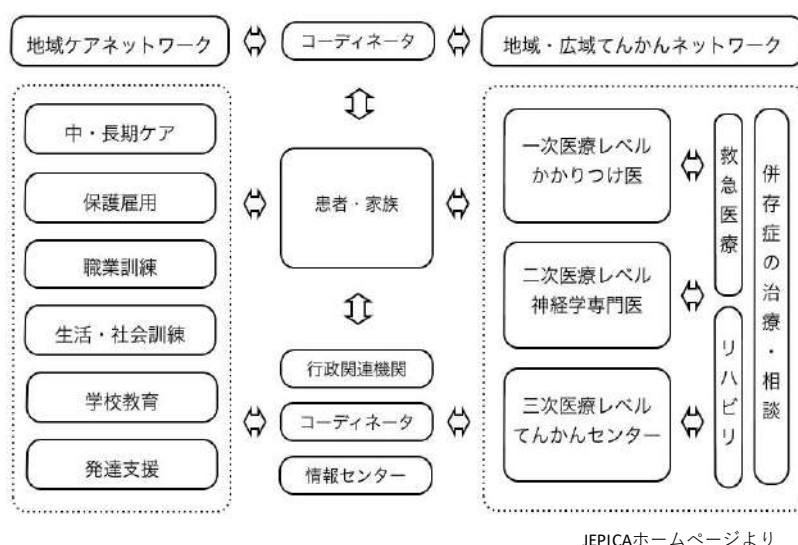 地域ケアネットワーク
コーディネータ
地域・広域てんかんネットワーク
中・長期ケア
保護雇用
職業訓練
生活・社会訓練
学校教育
発達支援
患者・家族
行政関連機関
コーディネータ
情報センター
一次医療レベル
かかりつけ医
二次医療レベル
神経学専門医
三次医療レベル
てんかんセンター
救急医療
リハビリ
併存症の治療・相談
JEPICAホームページより